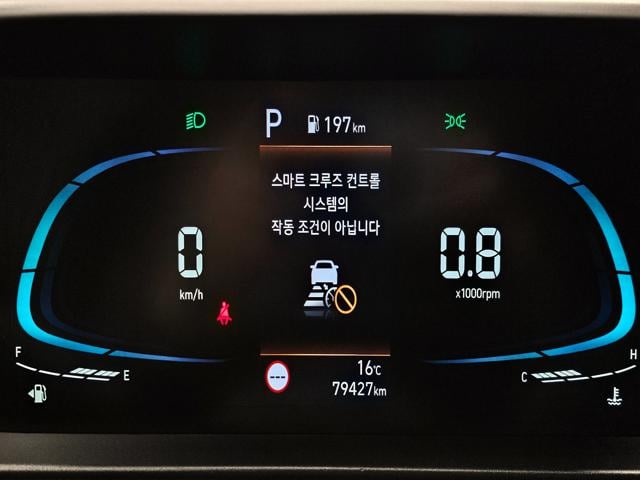 P 197km
스마트 크루즈 컨트롤
시스템의
작동 조건이 아닙니다
0
km/h
0.8
x1000rpm
F
E
C
H
---
16℃
79427km